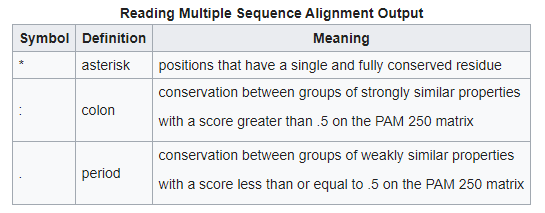 Reading Multiple Sequence Alignment Output
Symbol Definition Meaning
* asterisk positions that have a single and fully conserved residue
: colon conservation between groups of strongly similar properties
with a score greater than .5 on the PAM 250 matrix
. period conservation between groups of weakly similar properties
with a score less than or equal to .5 on the PAM 250 matrix